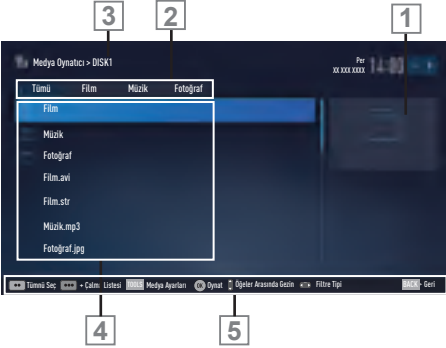 3 2 1
Medya Oynatıcı > DISK1
Per
XX XXX XXXX
Tümü Film Müzik Fotoğraf
Film
Müzik
Fotoğraf
Film.avi
Film.str
Müzik.mp3
Fotoğraf.jpg
Tümnü Seç + Çalma Listesi TOOLS Medya Ayarları OK Oynat Öğeler Arasında Gezin Filtre Tipi BACK - Geri
4 5